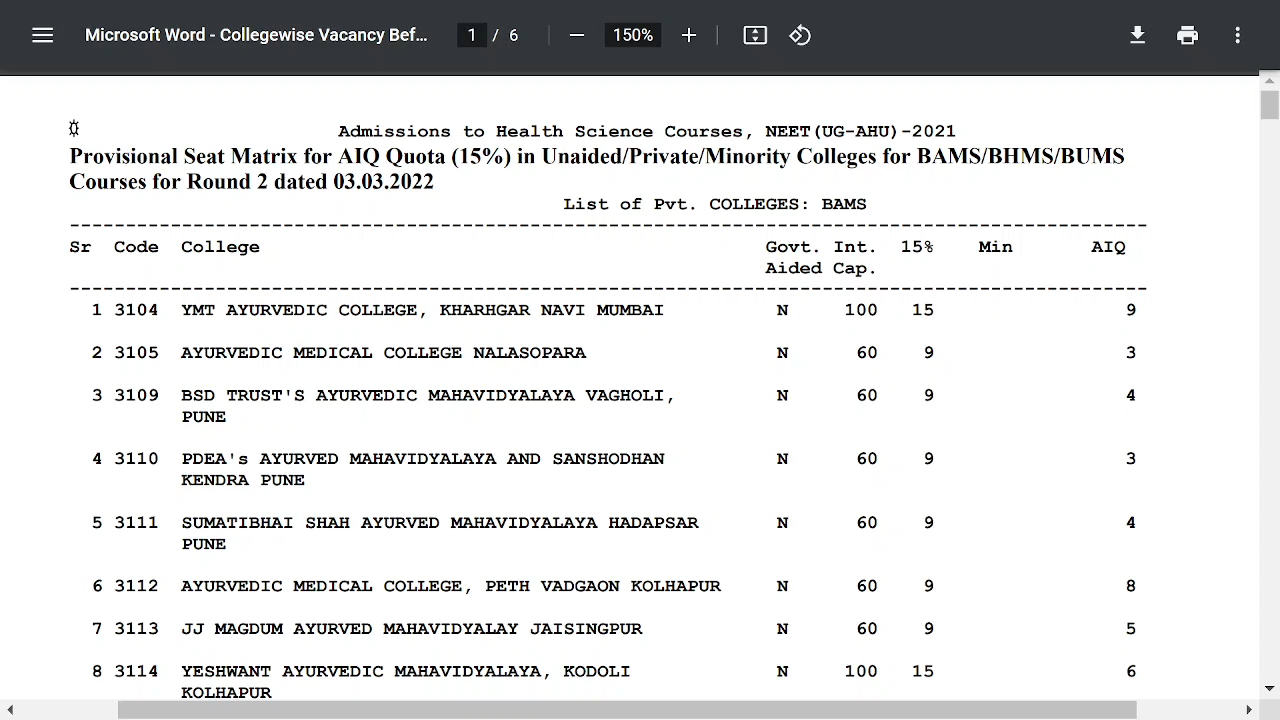 Microsoft Word - Collegewise Vacancy Bef... 1 / 6 150%
Admissions to Health Science Courses, NEET(UG-AHU)-2021
Provisional Seat Matrix for AIQ Quota (15%) in Unaided/Private/Minority Colleges for BAMS/BHMS/BUMS
Courses for Round 2 dated 03.03.2022
List of Pvt. COLLEGES: BAMS
Sr Code College Govt. Int. 15% Min AIQ
Aided Cap.
1 3104 YMT AYURVEDIC COLLEGE, KHARHGAR NAVI MUMBAI N 100 15 9
2 3105 AYURVEDIC MEDICAL COLLEGE NALASOPARA N 60 9 3
3 3109 BSD TRUST'S AYURVEDIC MAHAVIDYALAYA VAGHOLI, N 60 9 4
PUNE
4 3110 PDEA's AYURVED MAHAVIDYALAYA AND SANSHODHAN N 60 9 3
KENDRA PUNE
5 3111 SUMATIBHAI SHAH AYURVED MAHAVIDYALAYA HADAPSAR N 60 9 4
PUNE
6 3112 AYURVEDIC MEDICAL COLLEGE, PETH VADGAON KOLHAPUR N 60 9 8
7 3113 JJ MAGDUM AYURVED MAHAVIDYALAY JAISINGPUR N 60 9 5
8 3114 YESHWANT AYURVEDIC MAHAVIDYALAYA, KODOLI N 100 15 6
KOLHAPUR